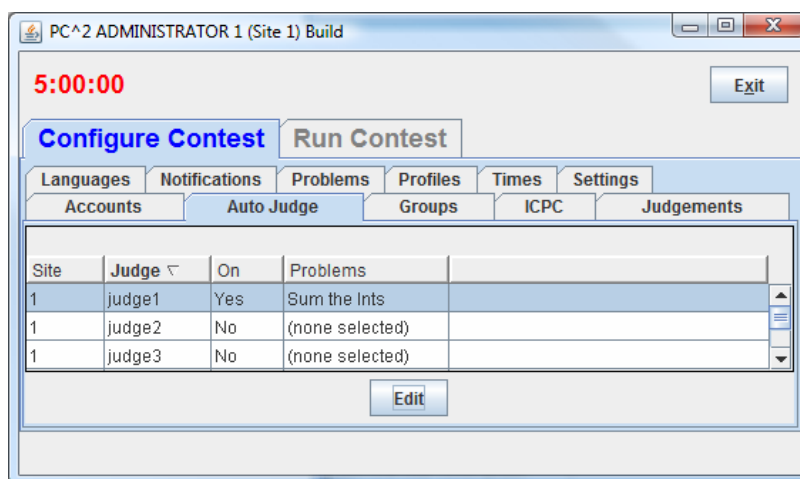 PC^2 ADMINISTRATOR 1 (Site 1) Build
5:00:00
Exit
Configure Contest Run Contest
Languages Notifications Problems Profiles Times Settings
Accounts Auto Judge Groups ICPC Judgements
Site Judge On Problems
1 judge1 Yes Sum the Ints
1 judge2 No (none selected)
1 judge3 No (none selected)
Edit